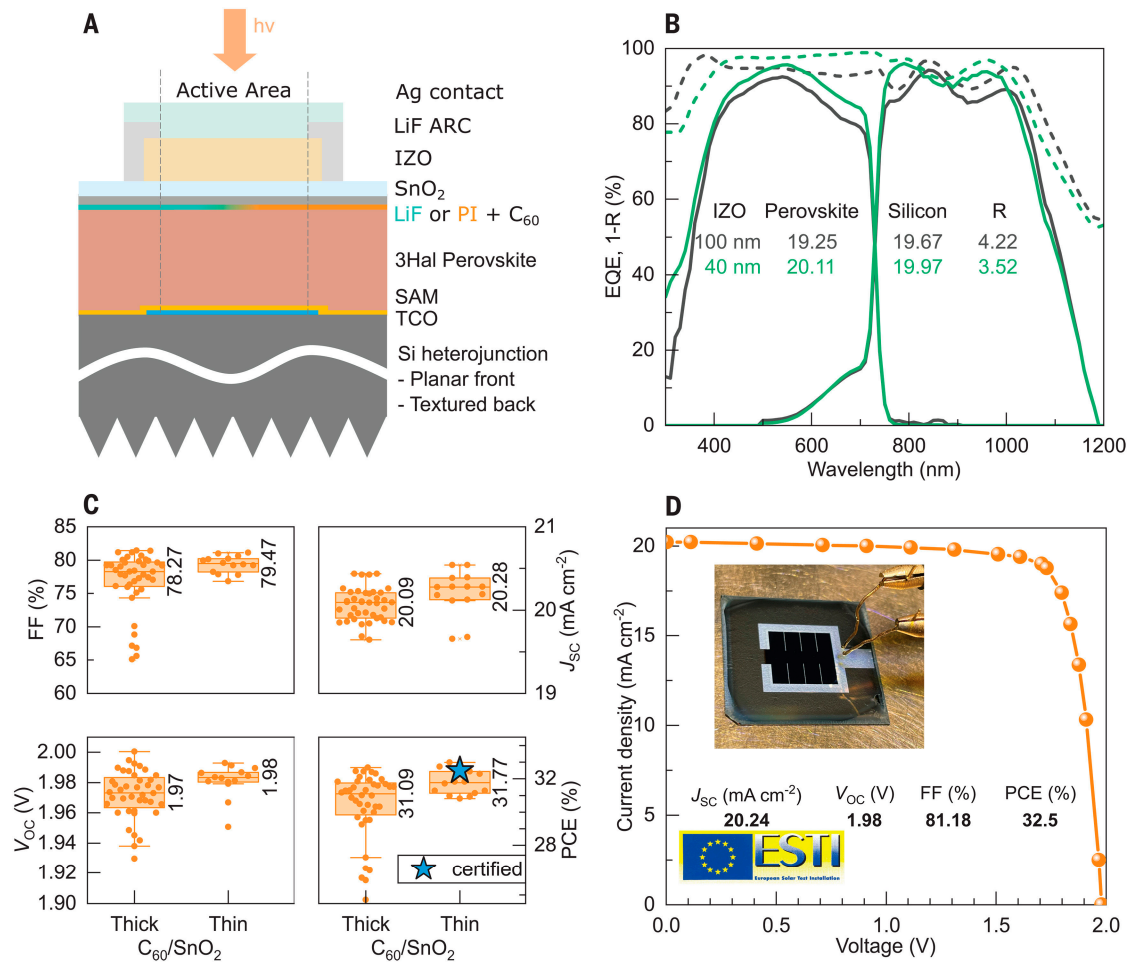 A
hν
Active Area
Ag contact
LiF ARC
IZO
SnO₂
LiF or PI + C₆₀
3Hal Perovskite
SAM
TCO
Si heterojunction
- Planar front
- Textured back
B
EQE, 1-R (%)
100
80
60
40
20
0
IZO Perovskite Silicon R
100 nm 19.25 19.67 4.22
40 nm 20.11 19.97 3.52
400 600 800 1000 1200
Wavelength (nm)
C
FF (%)
85
80
75
70
65
60
78.27
79.47
21
20
19
J_SC (mA cm⁻²)
20.09
20.28
V_OC (V)
2.00
1.98
1.96
1.94
1.92
1.90
1.97
1.98
32
28
PCE (%)
31.09
31.77
certified
Thick Thin
C₆₀/SnO₂
Thick Thin
C₆₀/SnO₂
D
Current density (mA cm⁻²)
20
15
10
5
0
J_SC (mA cm⁻²) V_OC (V) FF (%) PCE (%)
20.24 1.98 81.18 32.5
ESTI
European Solar Test Installation
0.0 0.5 1.0 1.5 2.0
Voltage (V)